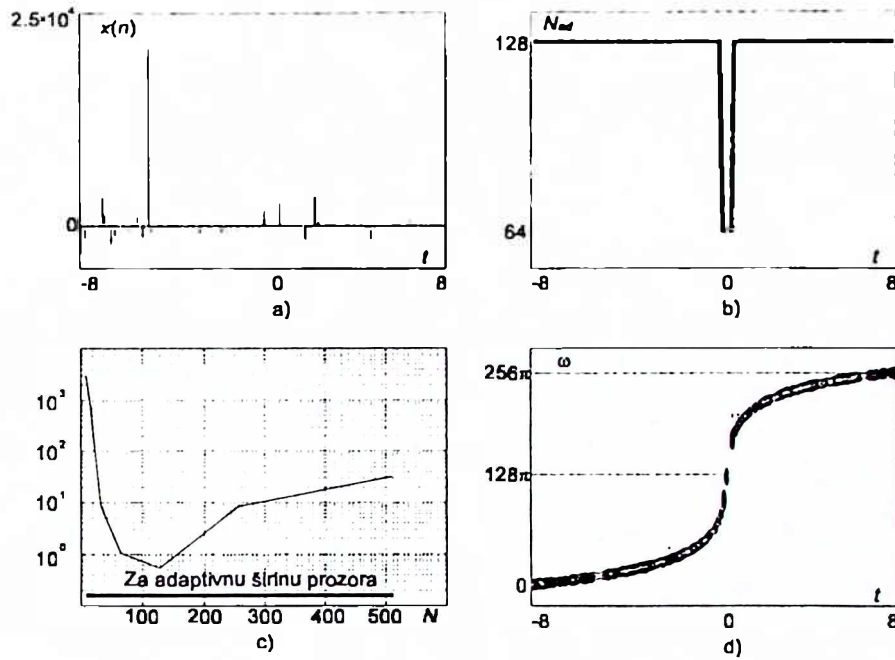 2.5·10⁴
x(n)
0
-8
0
8
t
a)
128
N_ad
64
-8
0
8
t
b)
10³
10²
10¹
10⁰
Za adaptivnu širinu prozora
100
200
300
400
500
N
c)
ω
256π
128π
0
-8
0
8
t
d)